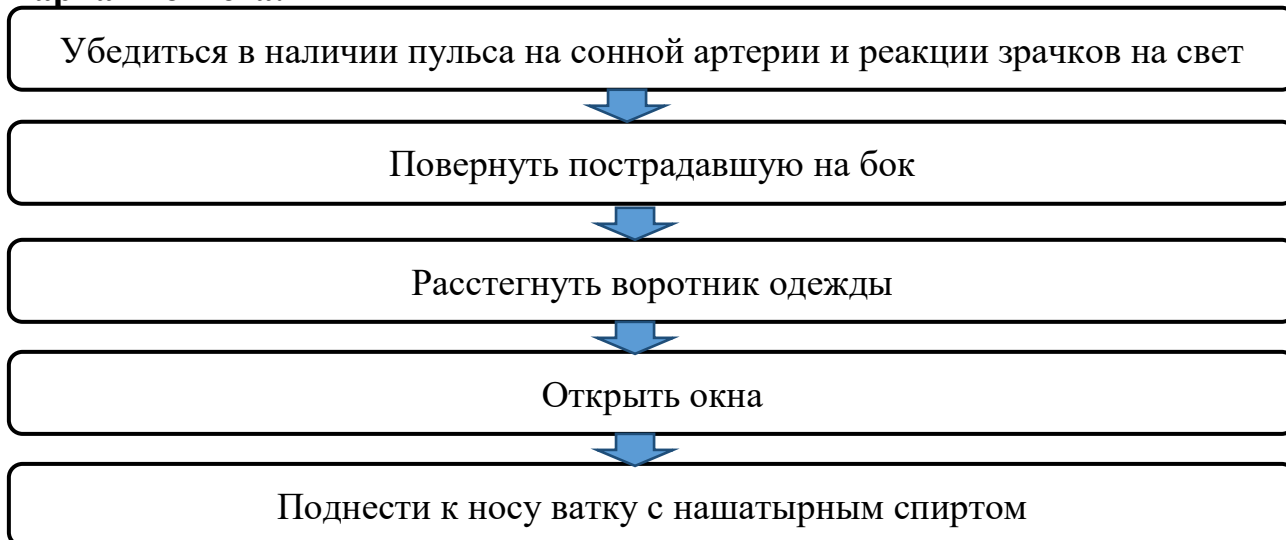 Убедиться в наличии пульса на сонной артерии и реакции зрачков на свет
Повернуть пострадавшую на бок
Расстегнуть воротник одежды
Открыть окна
Поднести к носу ватку с нашатырным спиртом